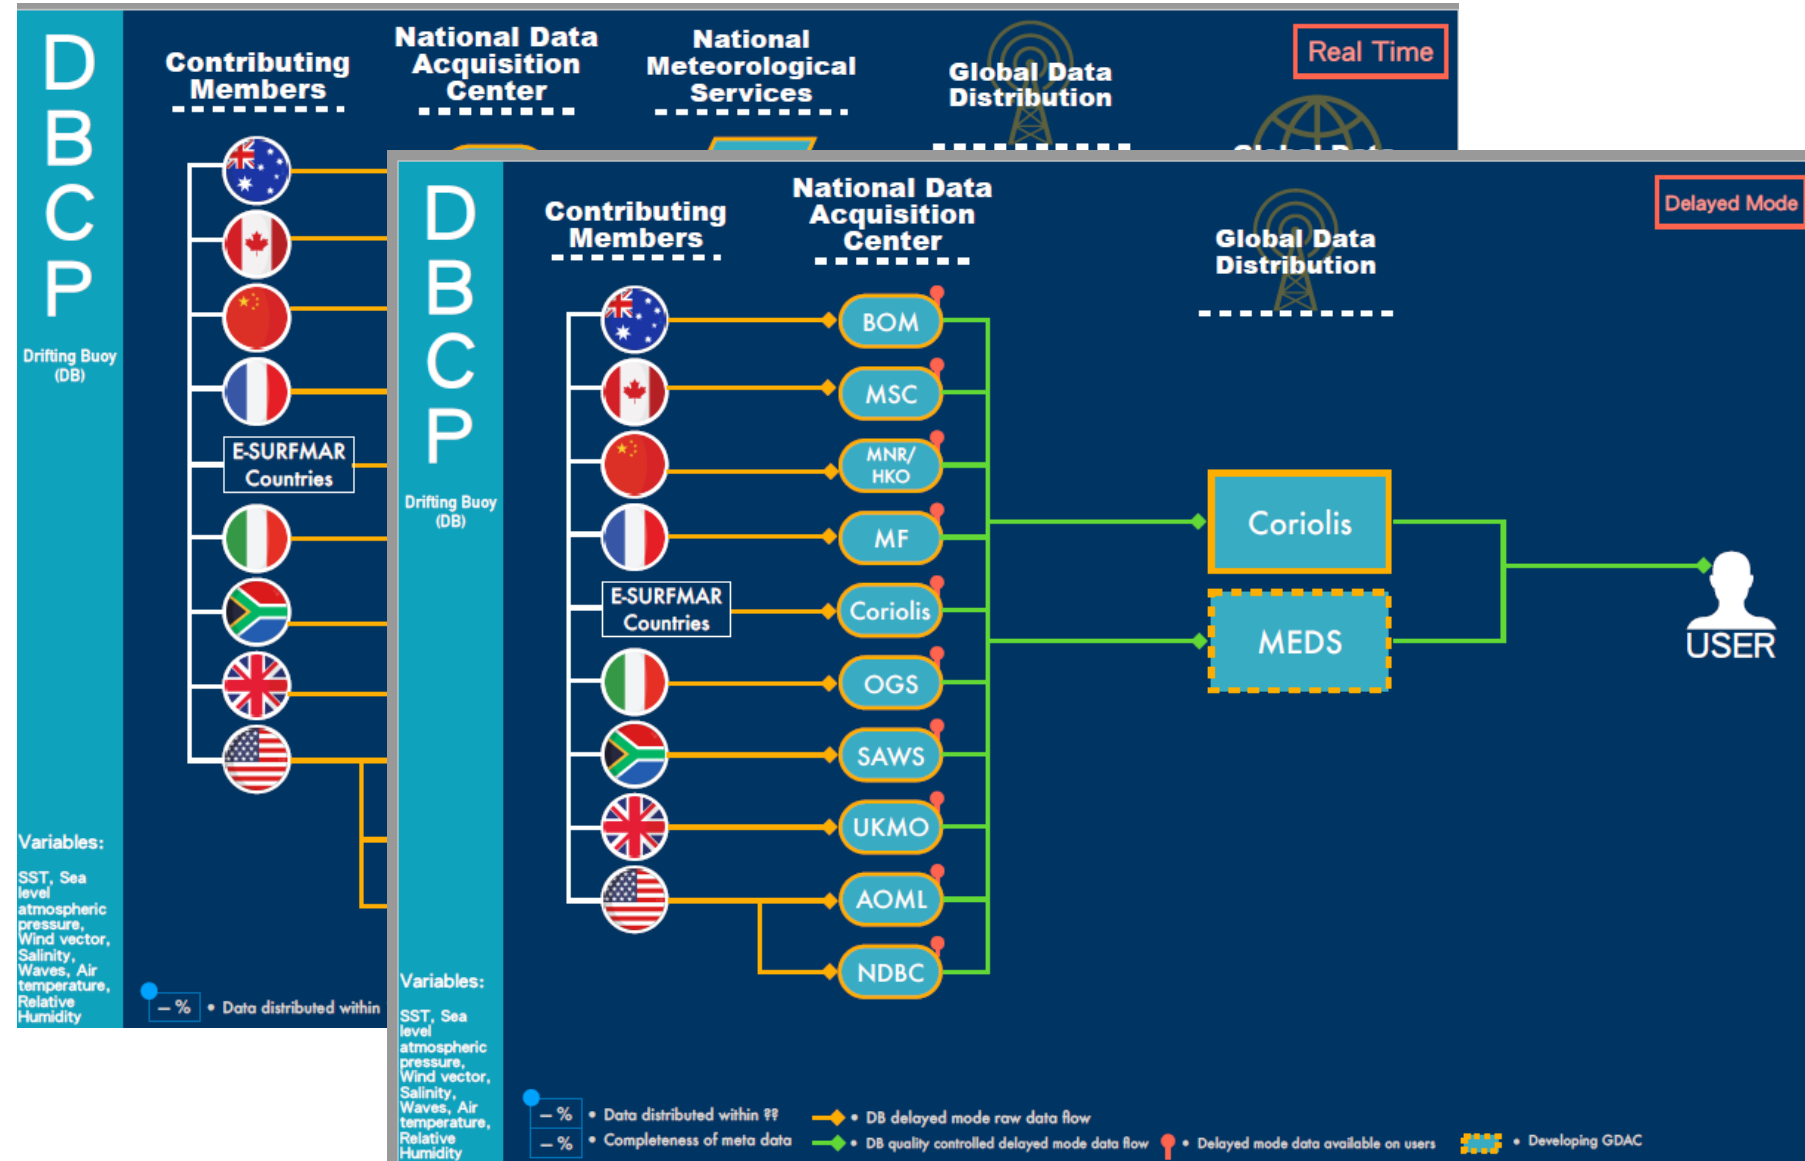 D
B
C
P
Drifting Buoy
(DB)
Variables:
SST, Sea
level
atmospheric
pressure,
Wind vector,
Salinity,
Waves, Air
temperature,
Relative
Humidity
Contributing
Members
National Data
Acquisition
Center
National
Meteorological
Services
Global Data
Distribution
Real Time
Global Data
E-SURFMAR
Countries
– %
• Data distributed within
D
B
C
P
Drifting Buoy
(DB)
Variables:
SST, Sea
level
atmospheric
pressure,
Wind vector,
Salinity,
Waves, Air
temperature,
Relative
Humidity
Contributing
Members
National Data
Acquisition
Center
Global Data
Distribution
Delayed Mode
BOM
MSC
MNR/
HKO
MF
E-SURFMAR
Countries
Coriolis
OGS
SAWS
UKMO
AOML
NDBC
Coriolis
MEDS
USER
– %
• Data distributed within ??
• DB delayed mode raw data flow
– %
• Completeness of meta data
• DB quality controlled delayed mode data flow
• Delayed mode data available on users
• Developing GDAC